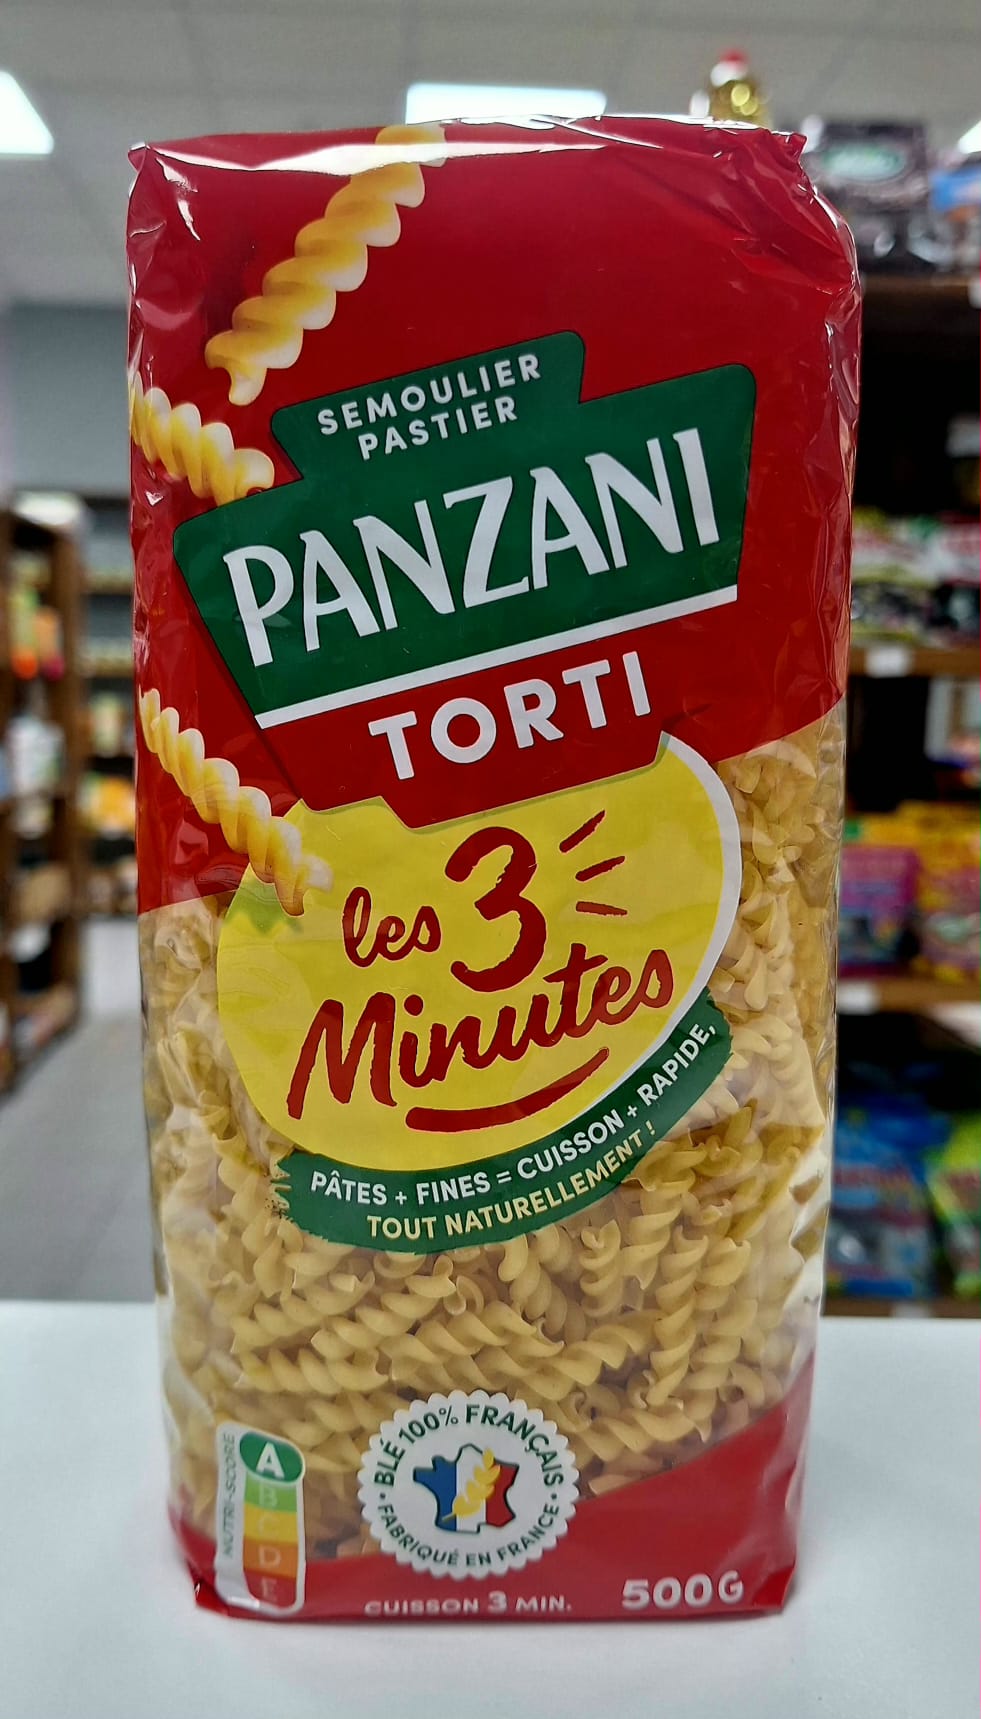 SEMOULIER
PASTIER
PANZANI
TORTI
les 3
Minutes
PÂTES + FINES = CUISSON + RAPIDE,
TOUT NATURELLEMENT !
NUTRI-SCORE
A
B
C
D
E
BLÉ 100% FRANÇAIS
FABRIQUÉ EN FRANCE
CUISSON 3 MIN.
500G